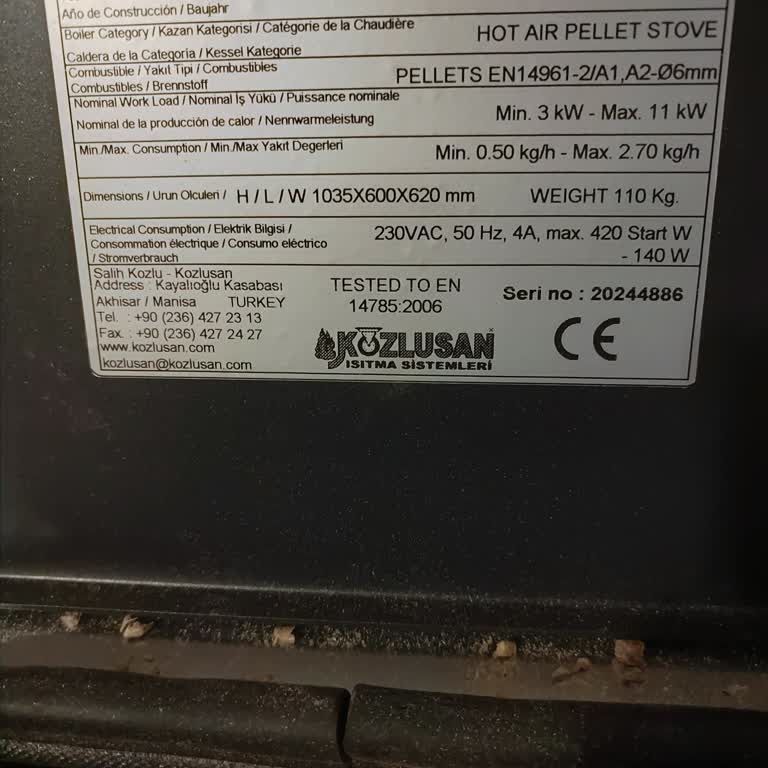 Año de Construcción / Baujahr
Boiler Category / Kazan Kategorisi / Catégorie de la Chaudière
Caldera de la Categoría / Kessel Kategorie
HOT AIR PELLET STOVE
Combustible / Yakıt Tipi / Combustibles
Combustibles / Brennstoff
PELLETS EN14961-2/A1,A2-Ø6mm
Nominal Work Load / Nominal İş Yükü / Puissance nominale
Nominal de la producción de calor / Nennwarmeleistung
Min. 3 kW - Max. 11 kW
Min./Max. Consumption / Min./Max Yakıt Degerleri
Min. 0.50 kg/h - Max. 2.70 kg/h
Dimensions / Urun Olculeri / H / L / W 1035X600X620 mm
WEIGHT 110 Kg.
Electrical Consumption / Elektrik Bilgisi /
Consommation électrique / Consumo eléctrico
/ Stromverbrauch
230VAC, 50 Hz, 4A, max. 420 Start W
- 140 W
Salih Kozlu - Kozlusan
Address : Kayalıoğlu Kasabası
Akhisar / Manisa TURKEY
Tel. : +90 (236) 427 23 13
Fax. : +90 (236) 427 24 27
www.kozlusan.com
kozlusan@kozlusan.com
TESTED TO EN
14785:2006
KOZLUSAN
ISITMA SİSTEMLERİ
Seri no : 20244886
CE